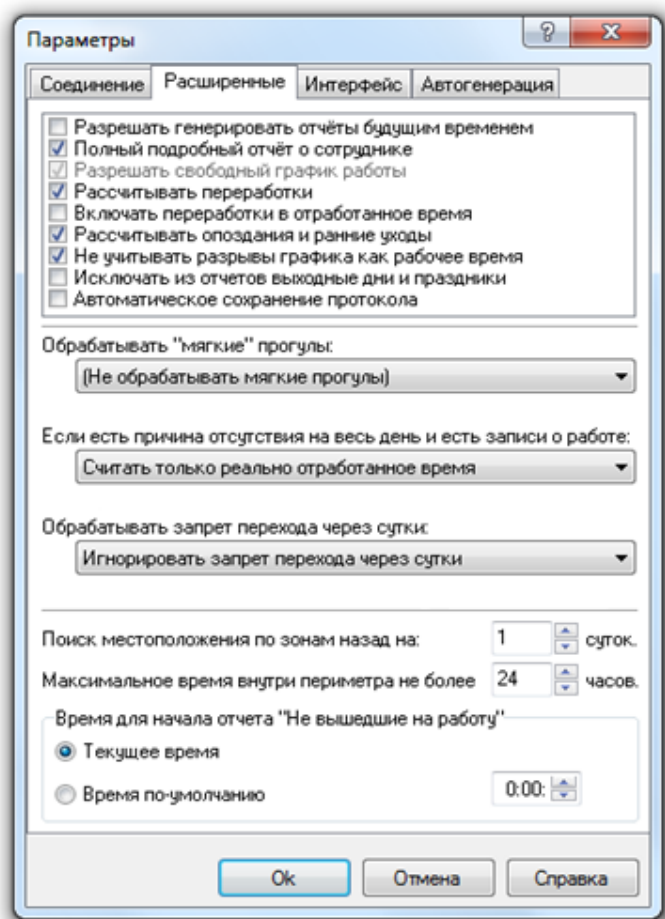 Параметры
Соединение Расширенные Интерфейс Автогенерация
Разрешать генерировать отчёты будущим временем
Полный подробный отчёт о сотруднике
Разрешать свободный график работы
Рассчитывать переработки
Включать переработки в отработанное время
Рассчитывать опоздания и ранние уходы
Не учитывать разрывы графика как рабочее время
Исключать из отчетов выходные дни и праздники
Автоматическое сохранение протокола
Обрабатывать "мягкие" прогулы:
(Не обрабатывать мягкие прогулы)
Если есть причина отсутствия на весь день и есть записи о работе:
Считать только реально отработанное время
Обрабатывать запрет перехода через сутки:
Игнорировать запрет перехода через сутки
Поиск местоположения по зонам назад на: 1 суток.
Максимальное время внутри периметра не более 24 часов.
Время для начала отчета "Не вышедшие на работу"
Текущее время
Время по-умолчанию 0:00:
Ok Отмена Справка